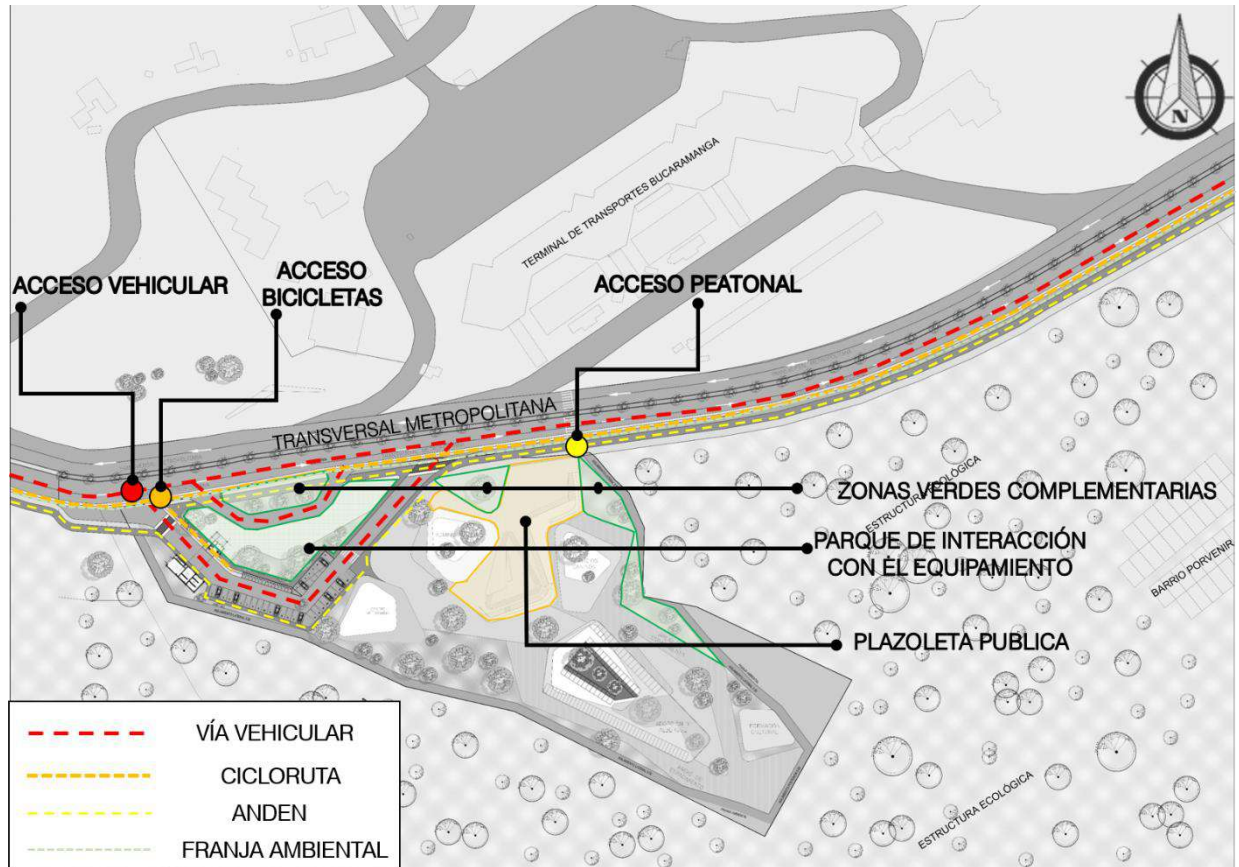 N
TERMINAL DE TRANSPORTES BUCARAMANGA
ACCESO VEHICULAR
ACCESO
BICICLETAS
ACCESO PEATONAL
TRANSVERSAL METROPOLITANA
ZONAS VERDES COMPLEMENTARIAS
ESTRUCTURA ECOLÓGICA
PARQUE DE INTERACCIÓN
CON EL EQUIPAMIENTO
BARRIO PORVENIR
PLAZOLETA PUBLICA
ESTRUCTURA ECOLÓGICA
VÍA VEHICULAR
CICLORUTA
ANDEN
FRANJA AMBIENTAL